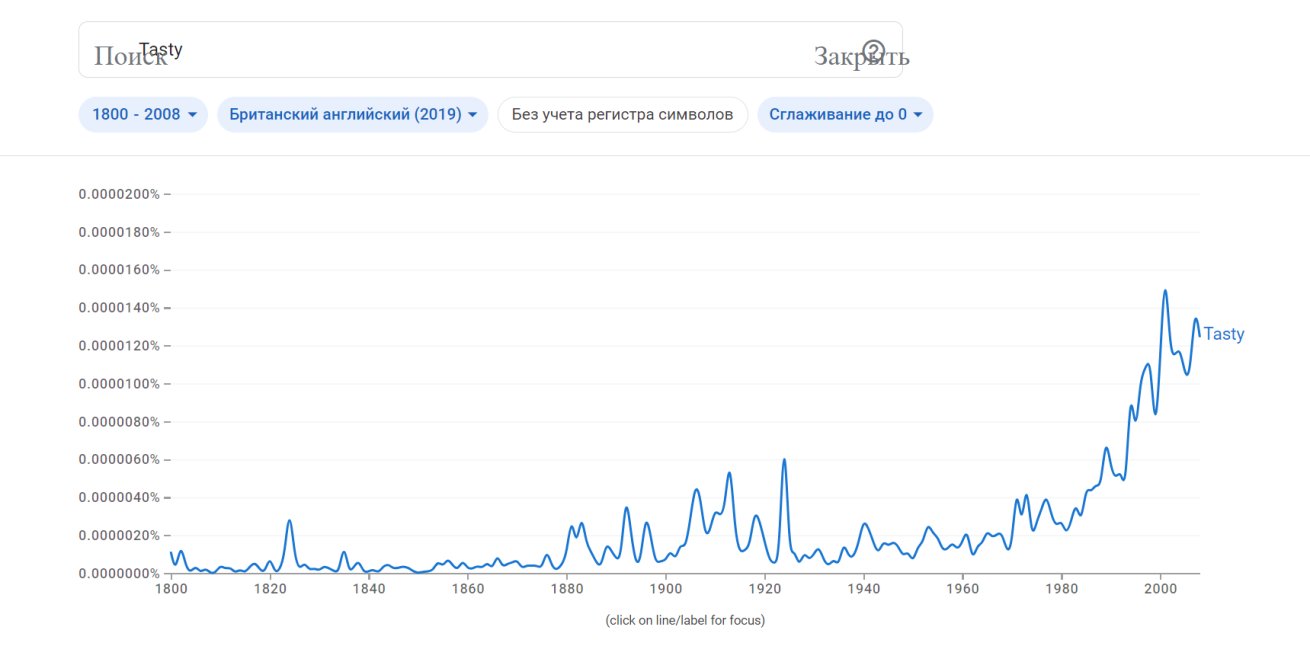 Поиск Tasty Закрыть
1800 - 2008 Британский английский (2019) Без учета регистра символов Сглаживание до 0
0.0000200%
0.0000180%
0.0000160%
0.0000140%
0.0000120%
0.0000100%
0.0000080%
0.0000060%
0.0000040%
0.0000020%
0.0000000%
Tasty
1800 1820 1840 1860 1880 1900 1920 1940 1960 1980 2000
(click on line/label for focus)